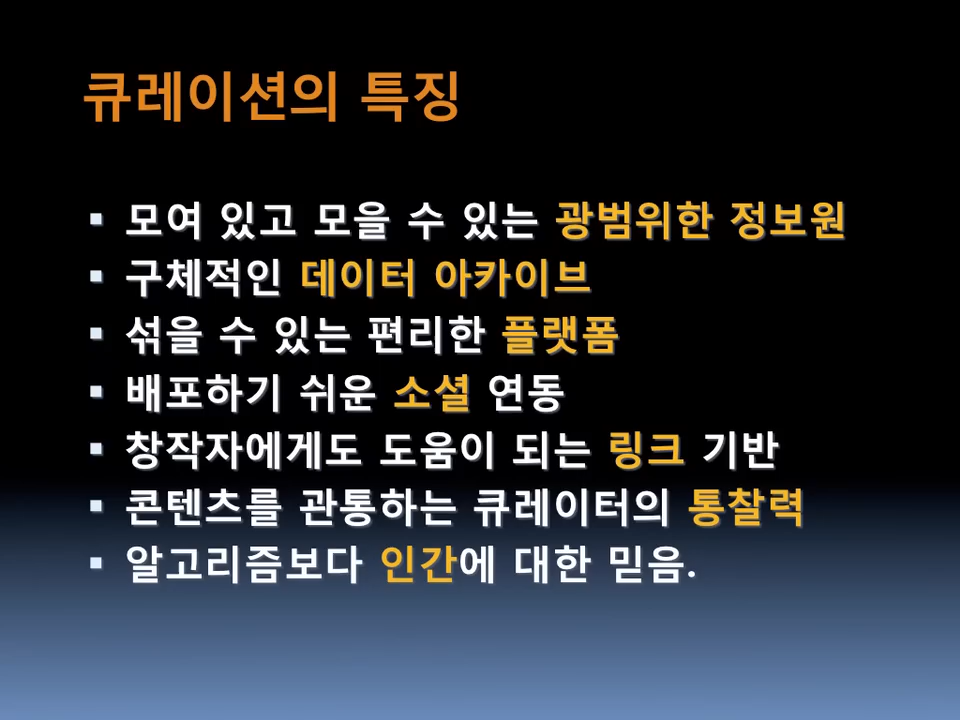 큐레이션의 특징
▪ 모여 있고 모을 수 있는 광범위한 정보원
▪ 구체적인 데이터 아카이브
▪ 섞을 수 있는 편리한 플랫폼
▪ 배포하기 쉬운 소셜 연동
▪ 창작자에게도 도움이 되는 링크 기반
▪ 콘텐츠를 관통하는 큐레이터의 통찰력
▪ 알고리즘보다 인간에 대한 믿음.